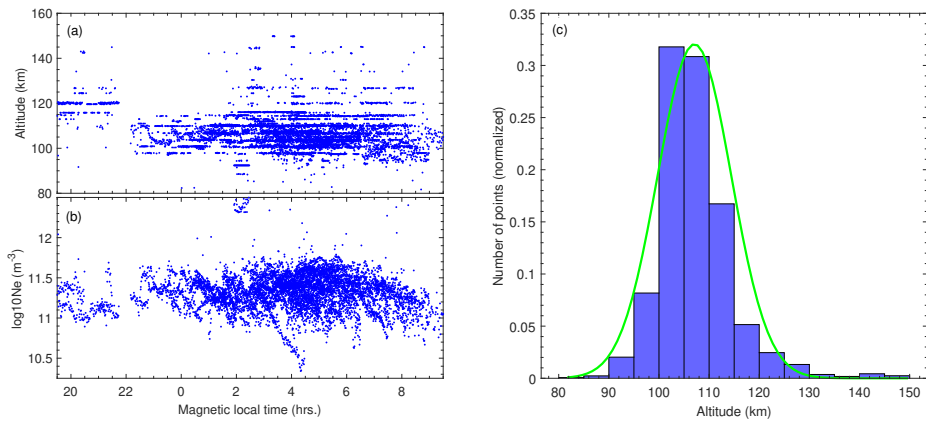 (a)
160
140
120
100
80
Altitude (km)
(b)
12
11.5
11
10.5
log10Ne (m-3)
20 22 0 2 4 6 8
Magnetic local time (hrs.)
(c)
0.35
0.3
0.25
0.2
0.15
0.1
0.05
0
Number of points (normalized)
80 90 100 110 120 130 140 150
Altitude (km)